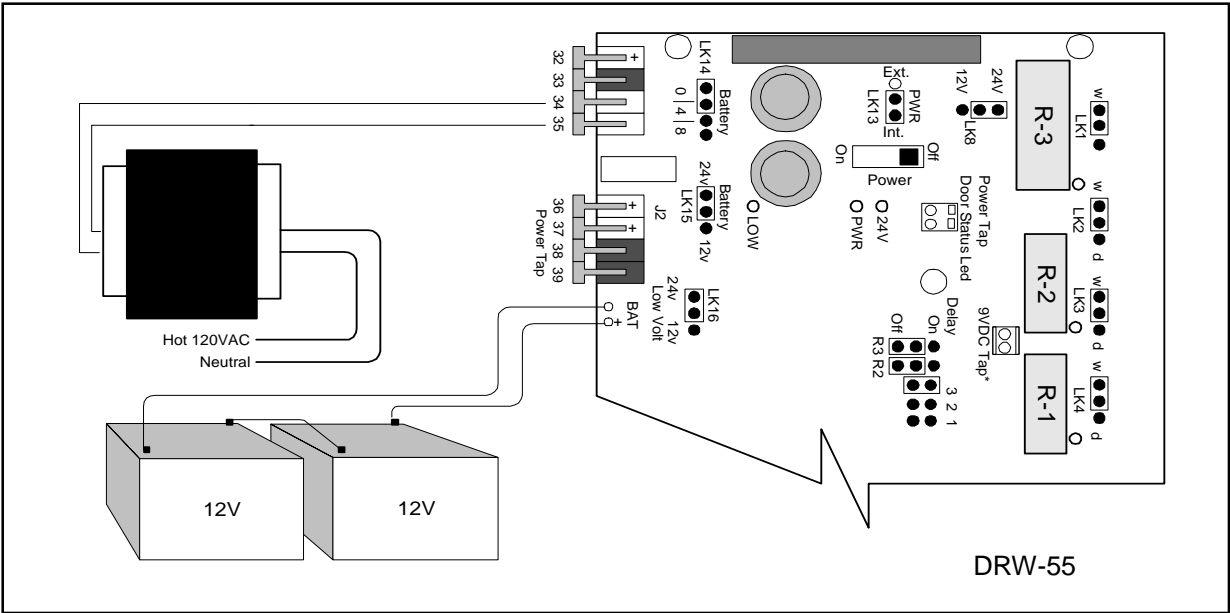 32
33
34
35
+
LK14
0 | 4 | 8
Battery
Ext.
LK13
PWR
Int.
12V
24V
LK8
R-3
w
LK1
On
Off
Power
24v
LK15
Battery
12v
36
37
38
39
+
+
J2
Power Tap
LOW
PWR
24V
Power Tap
Door Status Led
w
LK2
d
BAT
+
24v
12v
Low Volt
LK16
Hot 120VAC
Neutral
Delay
Off
On
R3
R2
3
2
1
9VDC Tap*
R-2
w
LK3
d
R-1
w
LK4
d
12V
12V
DRW-55